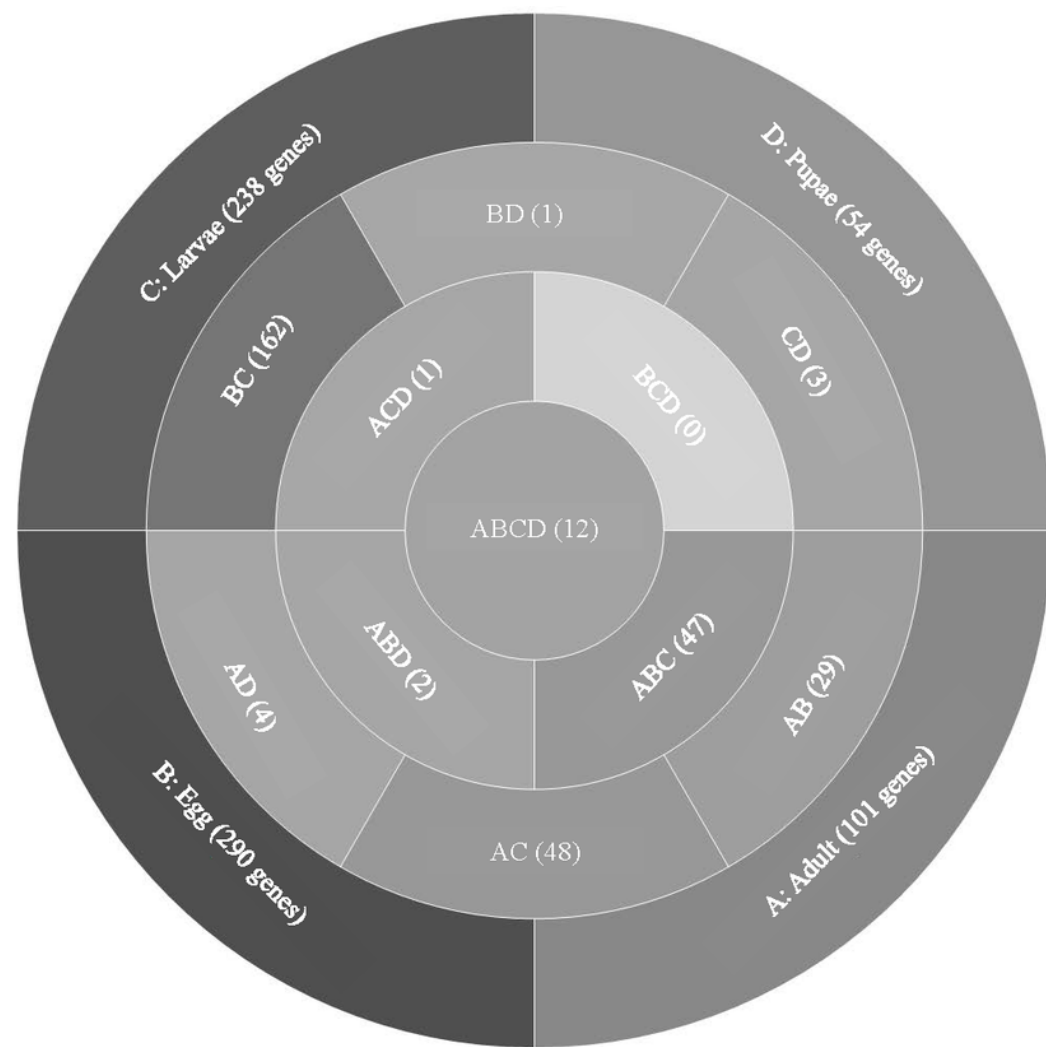 C: Larvae (238 genes)
D: Pupae (54 genes)
BD (1)
BC (162)
CD (3)
ACD (1)
BCD (0)
ABCD (12)
ABD (2)
ABC (47)
AD (4)
AB (29)
AC (48)
B: Egg (290 genes)
A: Adult (101 genes)